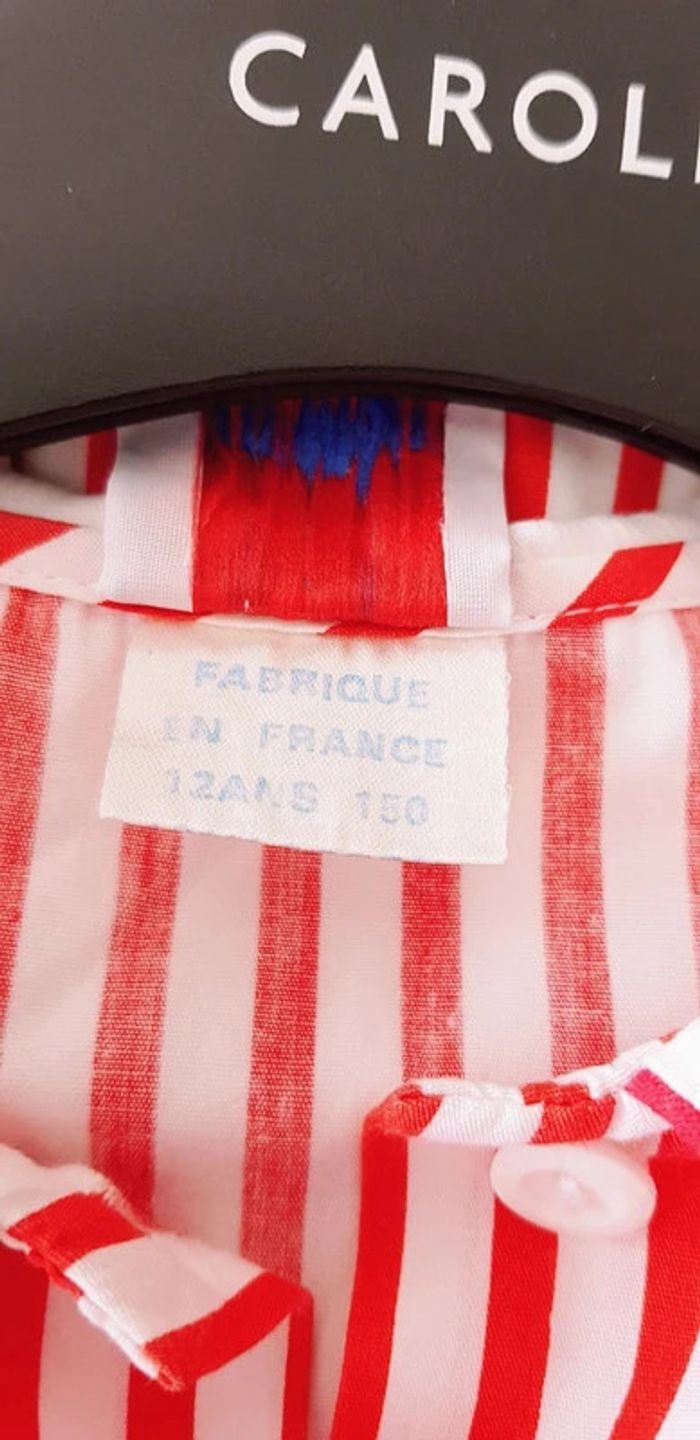 CAROL
FABRIQUE
EN FRANCE
12ANS 150